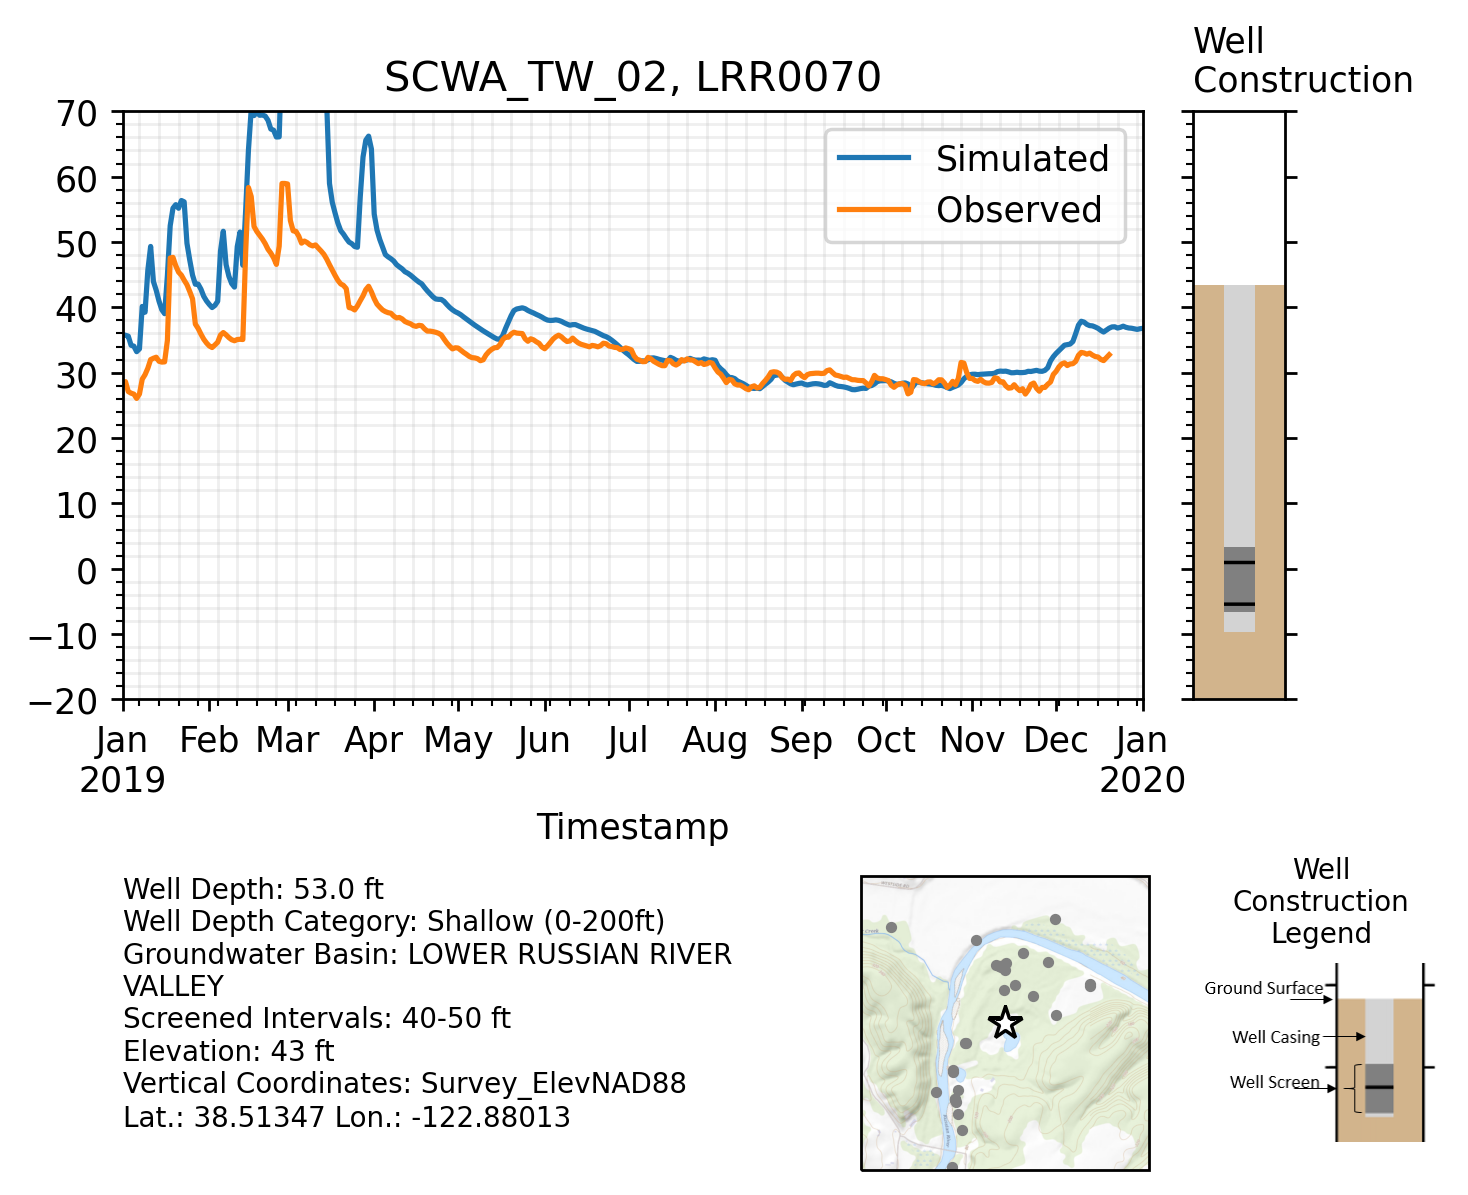 Well
Construction
SCWA_TW_02, LRR0070
70
60
50
40
30
20
10
0
−10
−20
Simulated
Observed
Jan Feb Mar Apr May Jun Jul Aug Sep Oct Nov Dec Jan
2019 2020
Timestamp
Well Depth: 53.0 ft
Well Depth Category: Shallow (0-200ft)
Groundwater Basin: LOWER RUSSIAN RIVER
VALLEY
Screened Intervals: 40-50 ft
Elevation: 43 ft
Vertical Coordinates: Survey_ElevNAD88
Lat.: 38.51347 Lon.: -122.88013
Well
Construction
Legend
Ground Surface
Well Casing
Well Screen